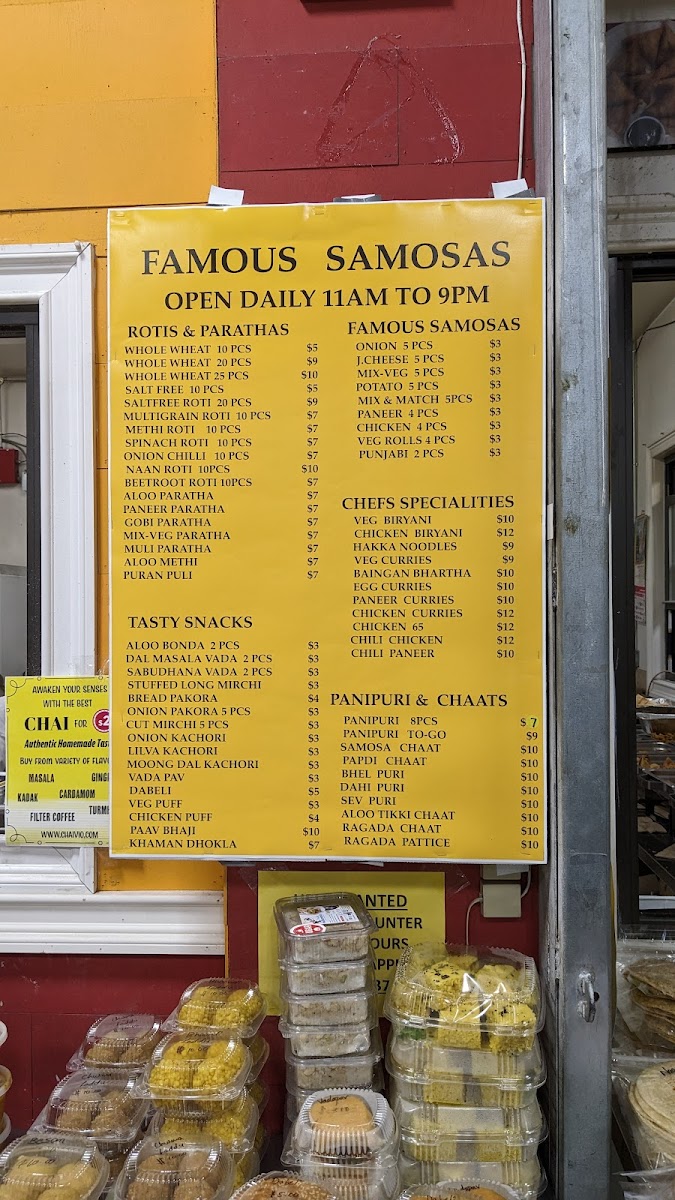 FAMOUS SAMOSAS
OPEN DAILY 11AM TO 9PM
ROTIS & PARATHAS
WHOLE WHEAT 10 PCS $5
WHOLE WHEAT 20 PCS $9
WHOLE WHEAT 25 PCS $10
SALT FREE 10 PCS $5
SALTFREE ROTI 20 PCS $9
MULTIGRAIN ROTI 10 PCS $7
METHI ROTI 10 PCS $7
SPINACH ROTI 10 PCS $7
ONION CHILLI 10 PCS $7
NAAN ROTI 10PCS $10
BEETROOT ROTI 10PCS $7
ALOO PARATHA $7
PANEER PARATHA $7
GOBI PARATHA $7
MIX-VEG PARATHA $7
MULI PARATHA $7
ALOO METHI $7
PURAN PULI $7
TASTY SNACKS
ALOO BONDA 2 PCS $3
DAL MASALA VADA 2 PCS $3
SABUDHANA VADA 2 PCS $3
STUFFED LONG MIRCHI $3
BREAD PAKORA $4
ONION PAKORA 5 PCS $3
CUT MIRCHI 5 PCS $3
ONION KACHORI $3
LILVA KACHORI $3
MOONG DAL KACHORI $3
VADA PAV $3
DABELI $5
VEG PUFF $3
CHICKEN PUFF $4
PAAV BHAJI $10
KHAMAN DHOKLA $7
FAMOUS SAMOSAS
ONION 5 PCS $3
J.CHEESE 5 PCS $3
MIX-VEG 5 PCS $3
POTATO 5 PCS $3
MIX & MATCH 5PCS $3
PANEER 4 PCS $3
CHICKEN 4 PCS $3
VEG ROLLS 4 PCS $3
PUNJABI 2 PCS $3
CHEFS SPECIALITIES
VEG BIRYANI $10
CHICKEN BIRYANI $12
HAKKA NOODLES $9
VEG CURRIES $9
BAINGAN BHARTHA $10
EGG CURRIES $10
PANEER CURRIES $10
CHICKEN CURRIES $12
CHICKEN 65 $12
CHILI CHICKEN $12
CHILI PANEER $10
PANIPURI & CHAATS
PANIPURI 8PCS $7
PANIPURI TO-GO $9
SAMOSA CHAAT $10
PAPDI CHAAT $10
BHEL PURI $10
DAHI PURI $10
SEV PURI $10
ALOO TIKKI CHAAT $10
RAGADA CHAAT $10
RAGADA PATTICE $10
AWAKEN YOUR SENSES
WITH THE BEST
CHAI FOR $2
Authentic Homemade
BUY FROM VARIETY OF
MASALA
KADAK CARDAMOM
FILTER COFFEE
WWW.CHAIVIO.COM
ANTED
UNTER
OURS